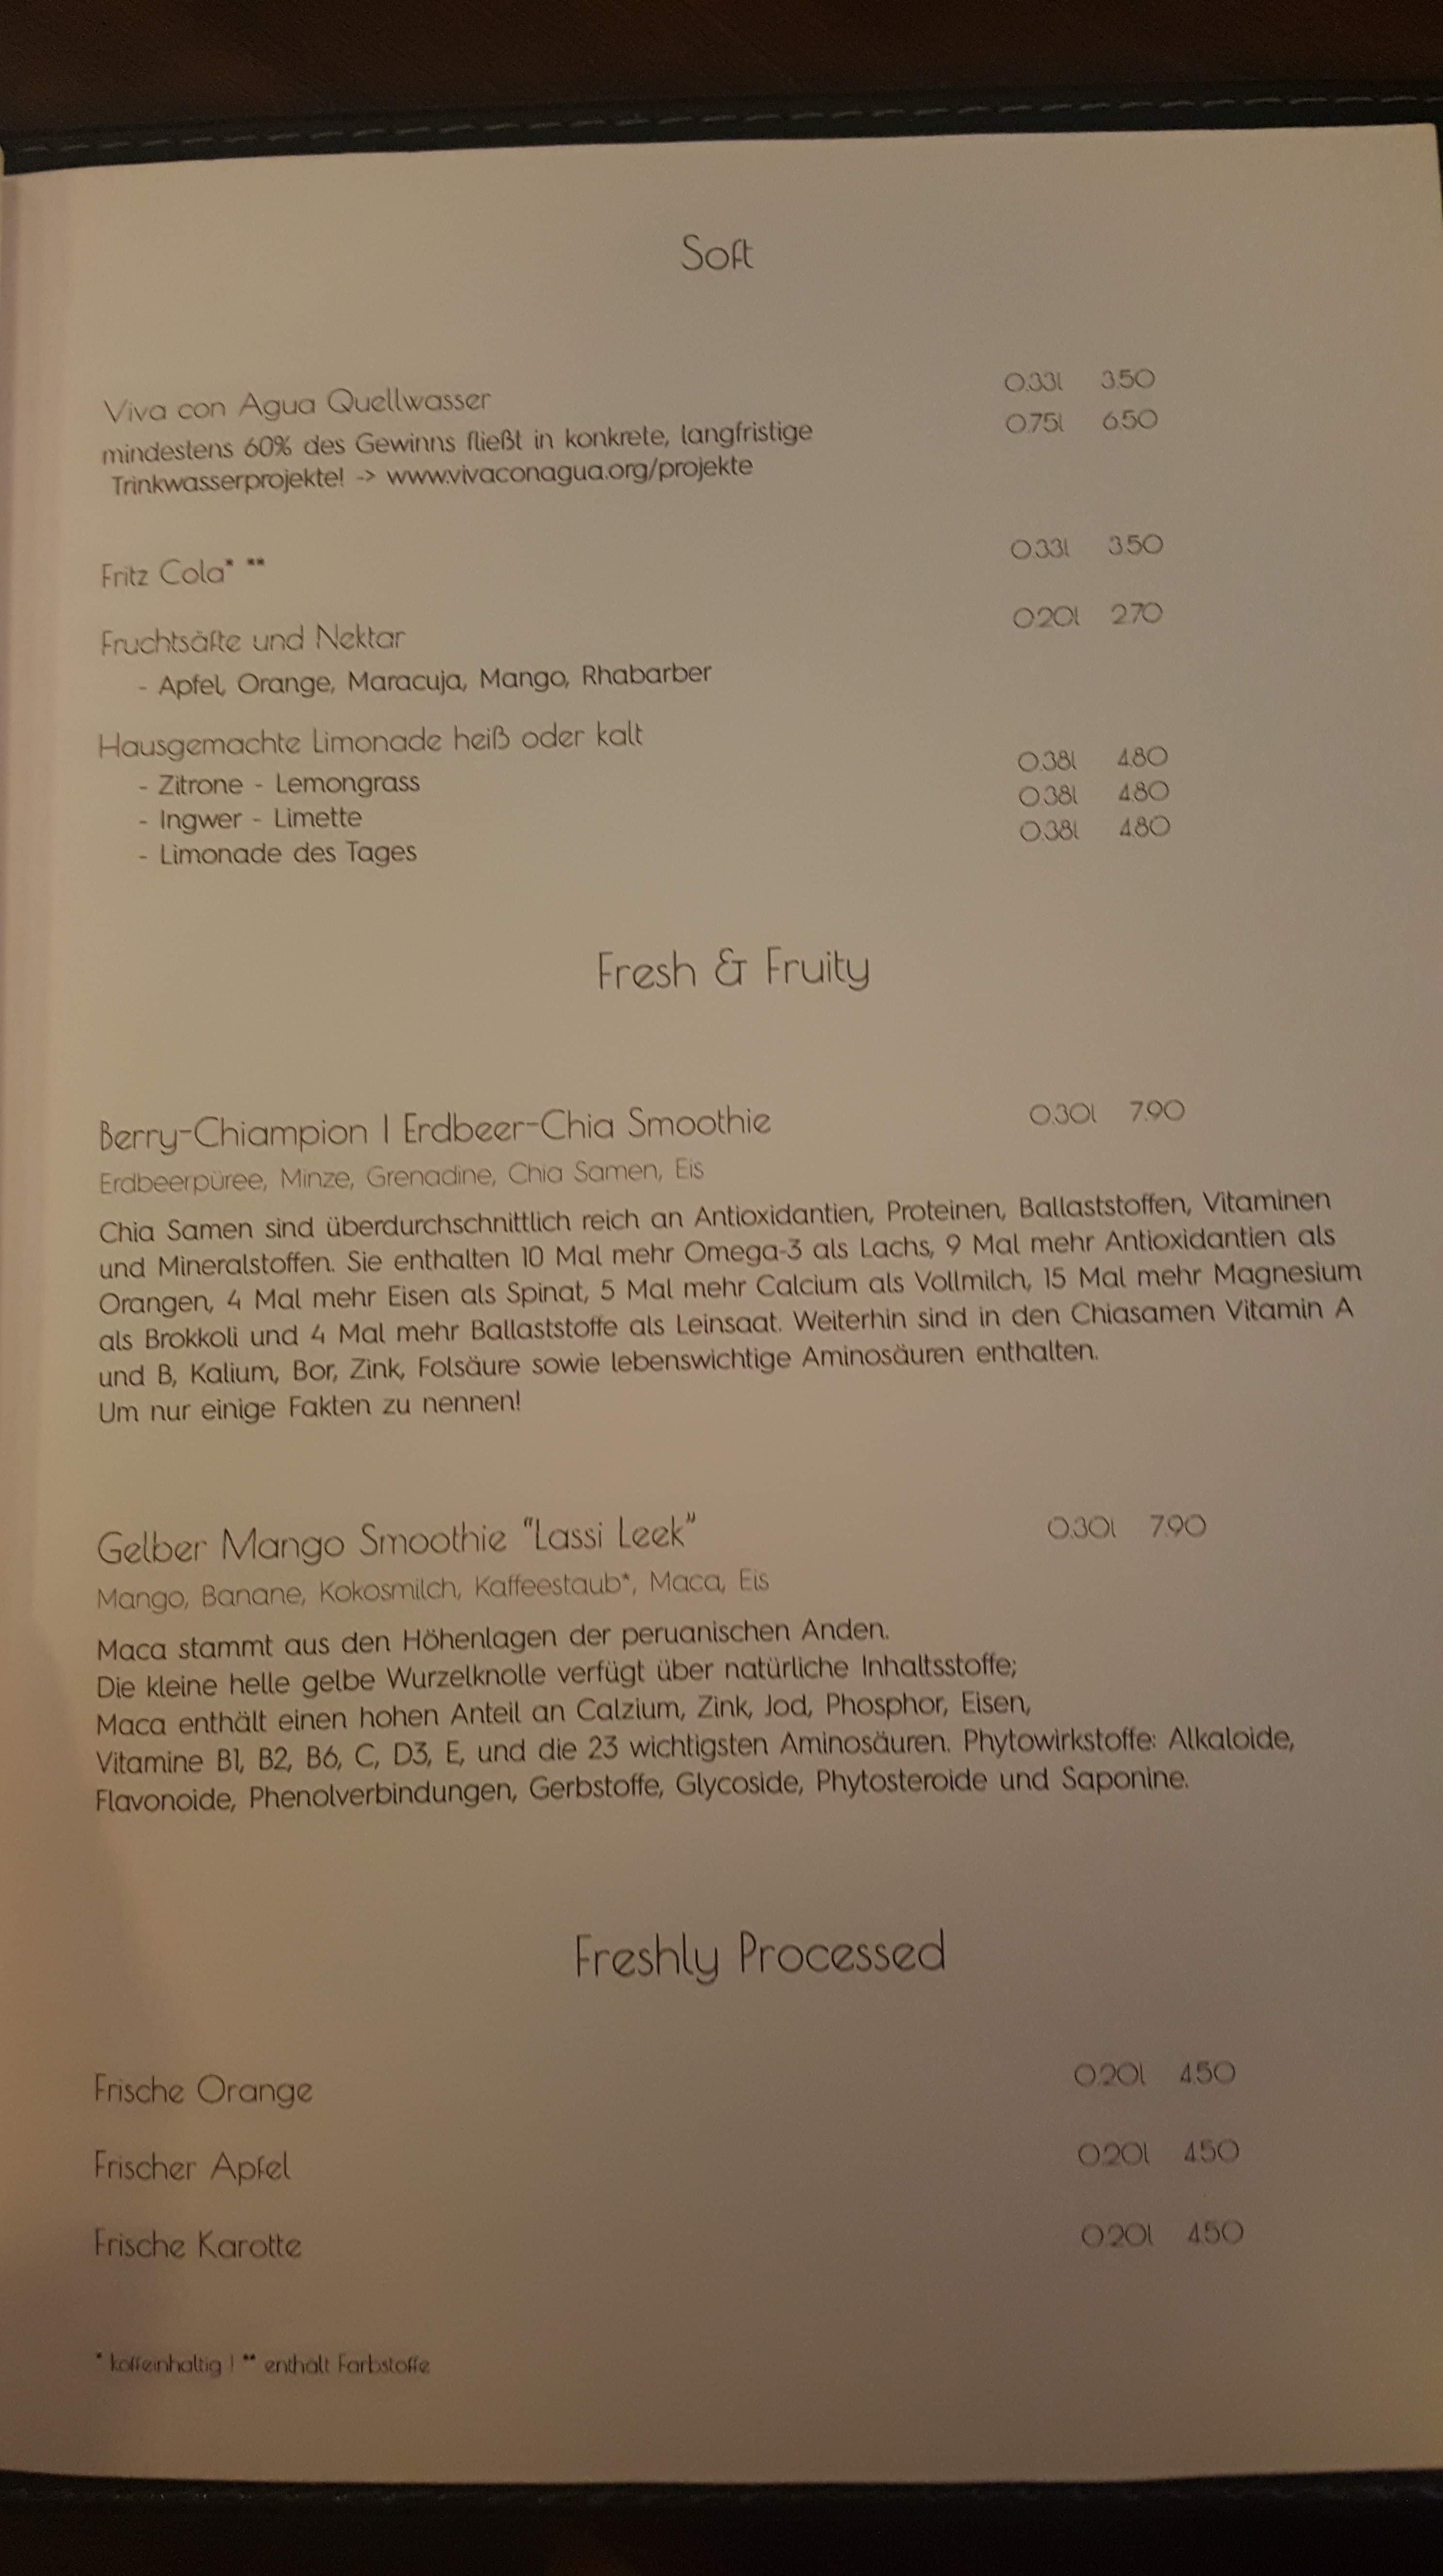 Soft
Viva con Agua Quellwasser 0.33l 3.50
mindestens 60% des Gewinns fließt in konkrete, langfristige 0.75l 6.50
Trinkwasserprojekte! -> www.vivaconagua.org/projekte
Fritz Cola* ** 0.33l 3.50
Fruchtsäfte und Nektar 0.20l 2.70
- Apfel, Orange, Maracuja, Mango, Rhabarber
Hausgemachte Limonade heiß oder kalt
- Zitrone - Lemongrass 0.38l 4.80
- Ingwer - Limette 0.38l 4.80
- Limonade des Tages 0.38l 4.80
Fresh & Fruity
Berry-Chiampion | Erdbeer-Chia Smoothie 0.30l 7.90
Erdbeerpüree, Minze, Grenadine, Chia Samen, Eis
Chia Samen sind überdurchschnittlich reich an Antioxidantien, Proteinen, Ballaststoffen, Vitaminen
und Mineralstoffen. Sie enthalten 10 Mal mehr Omega-3 als Lachs, 9 Mal mehr Antioxidantien als
Orangen, 4 Mal mehr Eisen als Spinat, 5 Mal mehr Calcium als Vollmilch, 15 Mal mehr Magnesium
als Brokkoli und 4 Mal mehr Ballaststoffe als Leinsaat. Weiterhin sind in den Chiasamen Vitamin A
und B, Kalium, Bor, Zink, Folsäure sowie lebenswichtige Aminosäuren enthalten.
Um nur einige Fakten zu nennen!
Gelber Mango Smoothie "Lassi Leek" 0.30l 7.90
Mango, Banane, Kokosmilch, Kaffeestaub*, Maca, Eis
Maca stammt aus den Höhenlagen der peruanischen Anden.
Die kleine helle gelbe Wurzelknolle verfügt über natürliche Inhaltsstoffe;
Maca enthält einen hohen Anteil an Calzium, Zink, Jod, Phosphor, Eisen,
Vitamine B1, B2, B6, C, D3, E, und die 23 wichtigsten Aminosäuren. Phytowirkstoffe: Alkaloide,
Flavonoide, Phenolverbindungen, Gerbstoffe, Glycoside, Phytosteroide und Saponine.
Freshly Processed
Frische Orange 0.20l 4.50
Frischer Apfel 0.20l 4.50
Frische Karotte 0.20l 4.50
* koffeinhaltig | ** enthält Farbstoffe